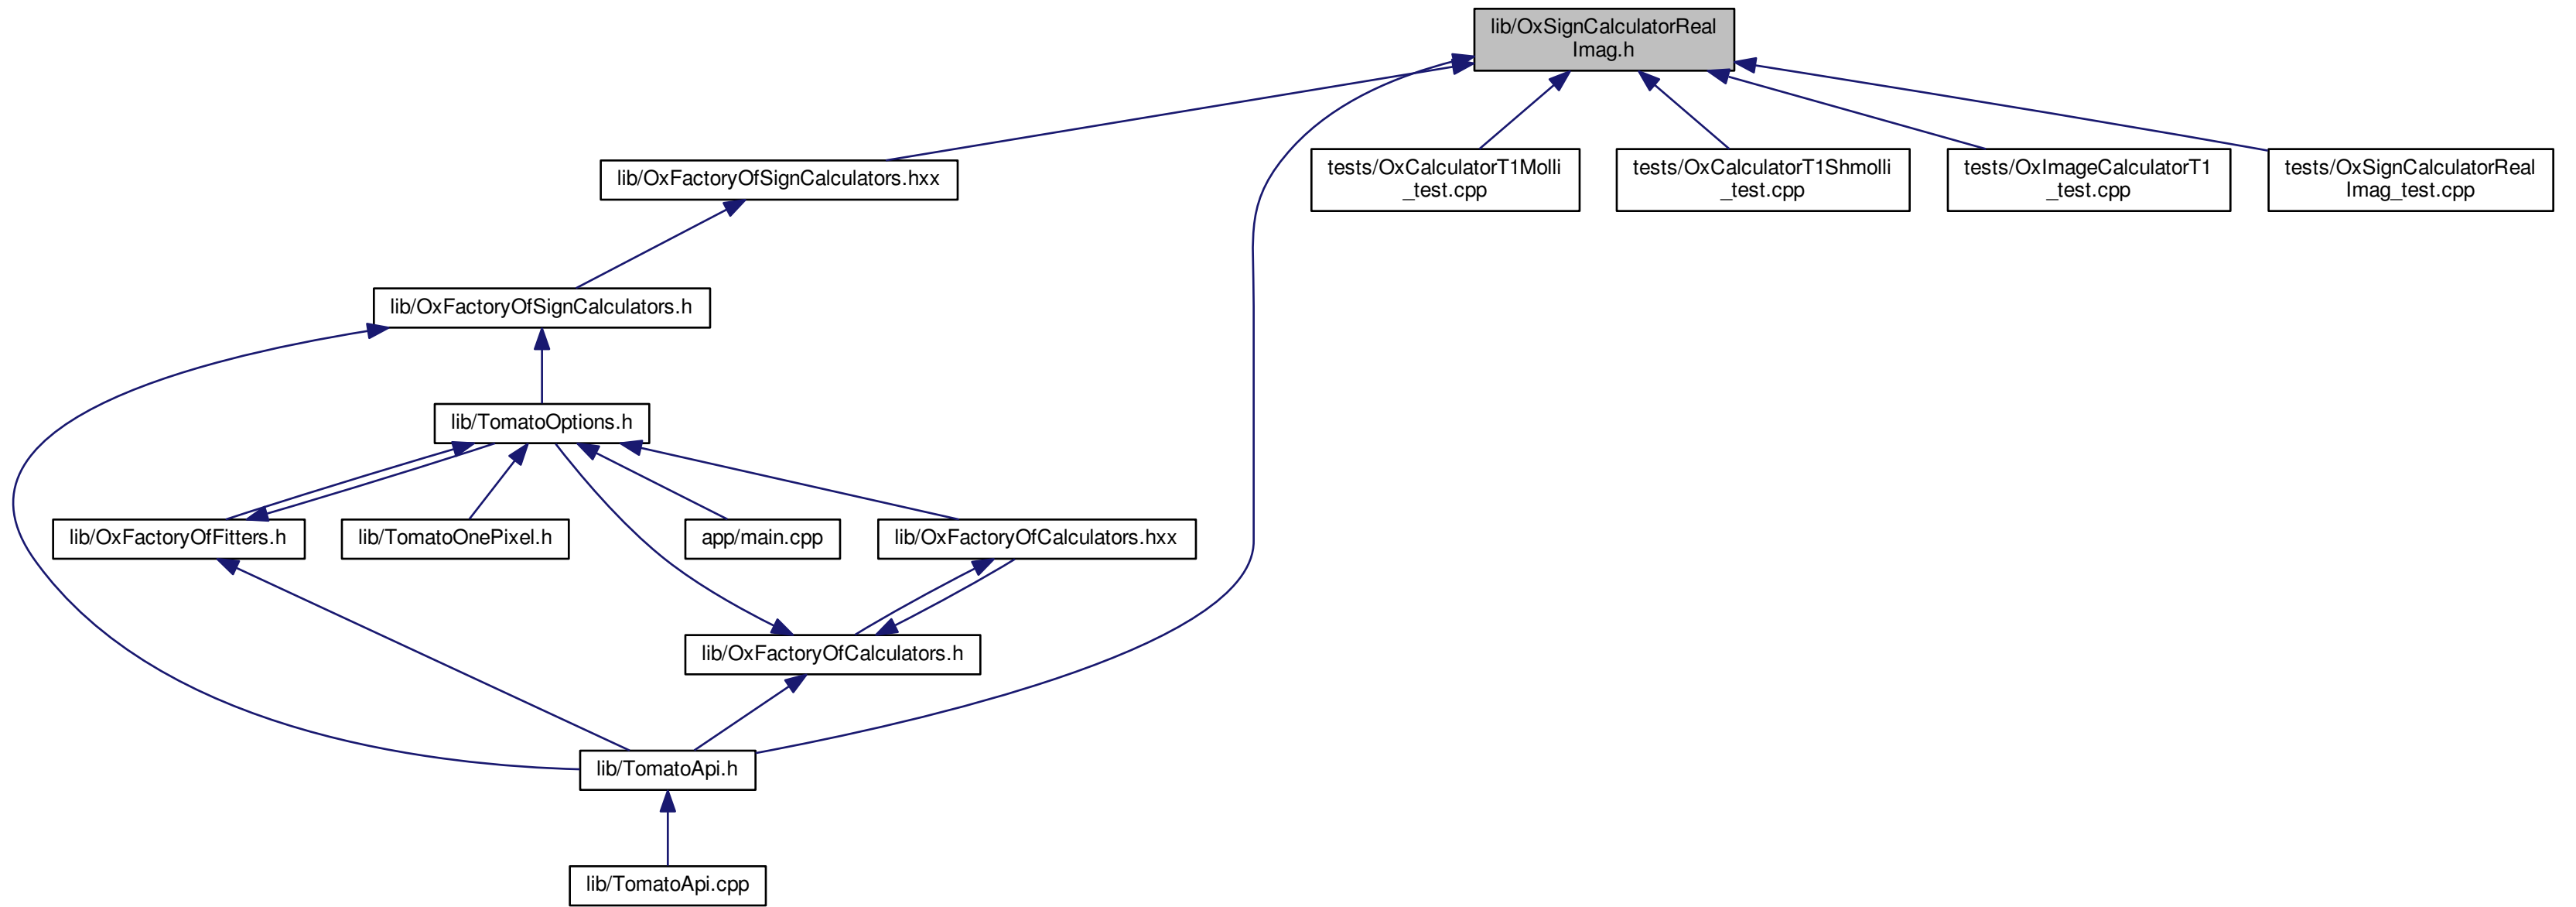 lib/OxSignCalculatorReal
Imag.h
lib/OxFactoryOfSignCalculators.hxx
tests/OxCalculatorT1Molli
_test.cpp
tests/OxCalculatorT1Shmolli
_test.cpp
tests/OxImageCalculatorT1
_test.cpp
tests/OxSignCalculatorReal
Imag_test.cpp
lib/OxFactoryOfSignCalculators.h
lib/TomatoOptions.h
lib/OxFactoryOfFitters.h
lib/TomatoOnePixel.h
app/main.cpp
lib/OxFactoryOfCalculators.hxx
lib/OxFactoryOfCalculators.h
lib/TomatoApi.h
lib/TomatoApi.cpp